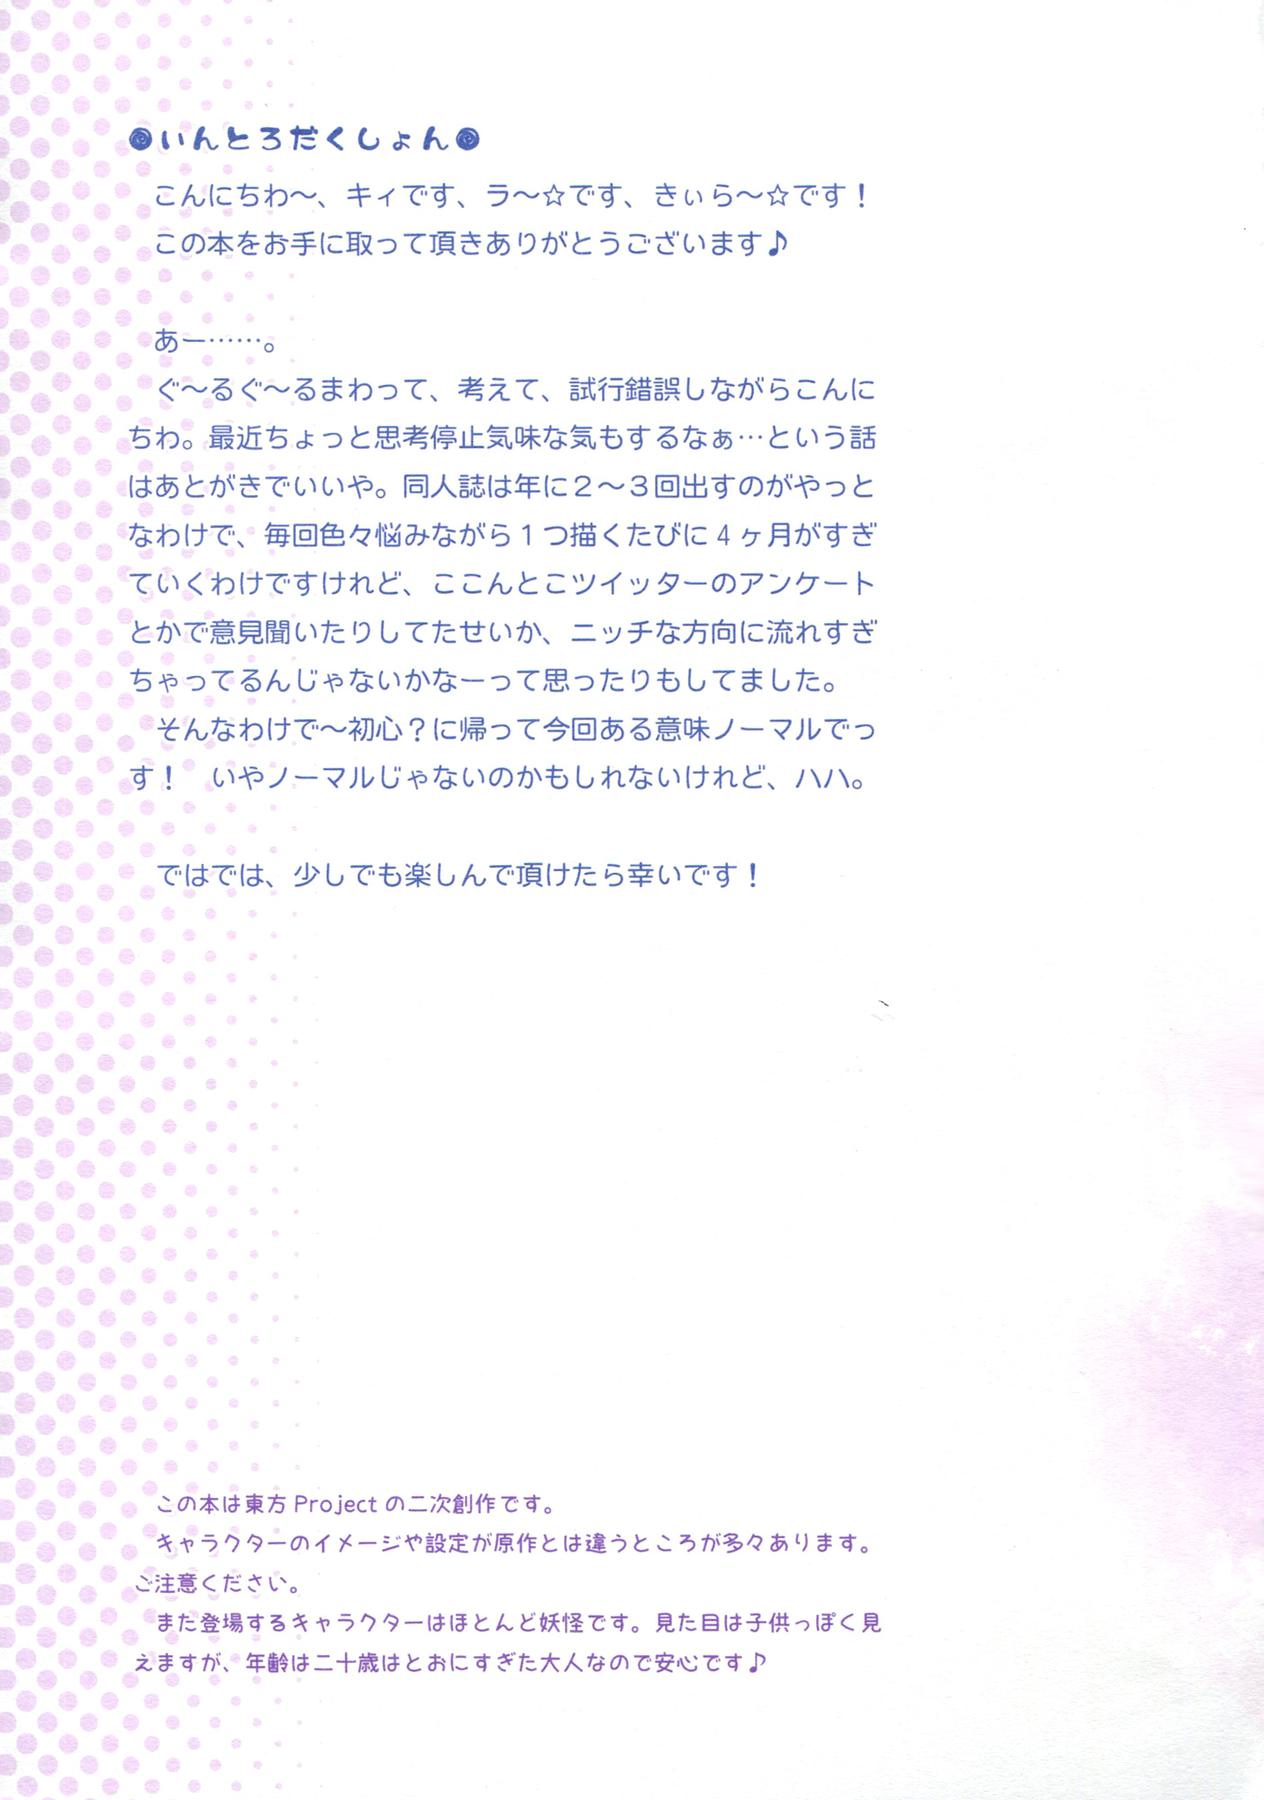 いんとろだくしょん
こんにちわ～、キィです、ラ～☆です、きぃら～☆です！
この本をお手に取って頂きありがとうございます♪
あー……。
ぐ～るぐ～るまわって、考えて、試行錯誤しながらこんに
ちわ。最近ちょっと思考停止気味な気もするなぁ…という話
はあとがきでいいや。同人誌は年に２～３回出すのがやっと
なわけで、毎回色々悩みながら１つ描くたびに４ヶ月がすぎ
ていくわけですけれど、ここんとこツイッターのアンケート
とかで意見聞いたりしてたせいか、ニッチな方向に流れすぎ
ちゃってるんじゃないかなーって思ったりもしてました。
そんなわけで～初心？に帰って今回ある意味ノーマルでっ
す！　いやノーマルじゃないのかもしれないけれど、ハハ。
ではでは、少しでも楽しんで頂けたら幸いです！
この本は東方 Project の二次創作です。
キャラクターのイメージや設定が原作とは違うところが多々あります。
ご注意ください。
また登場するキャラクターはほとんど妖怪です。見た目は子供っぽく見
えますが、年齢は二十歳はとおにすぎた大人なので安心です♪